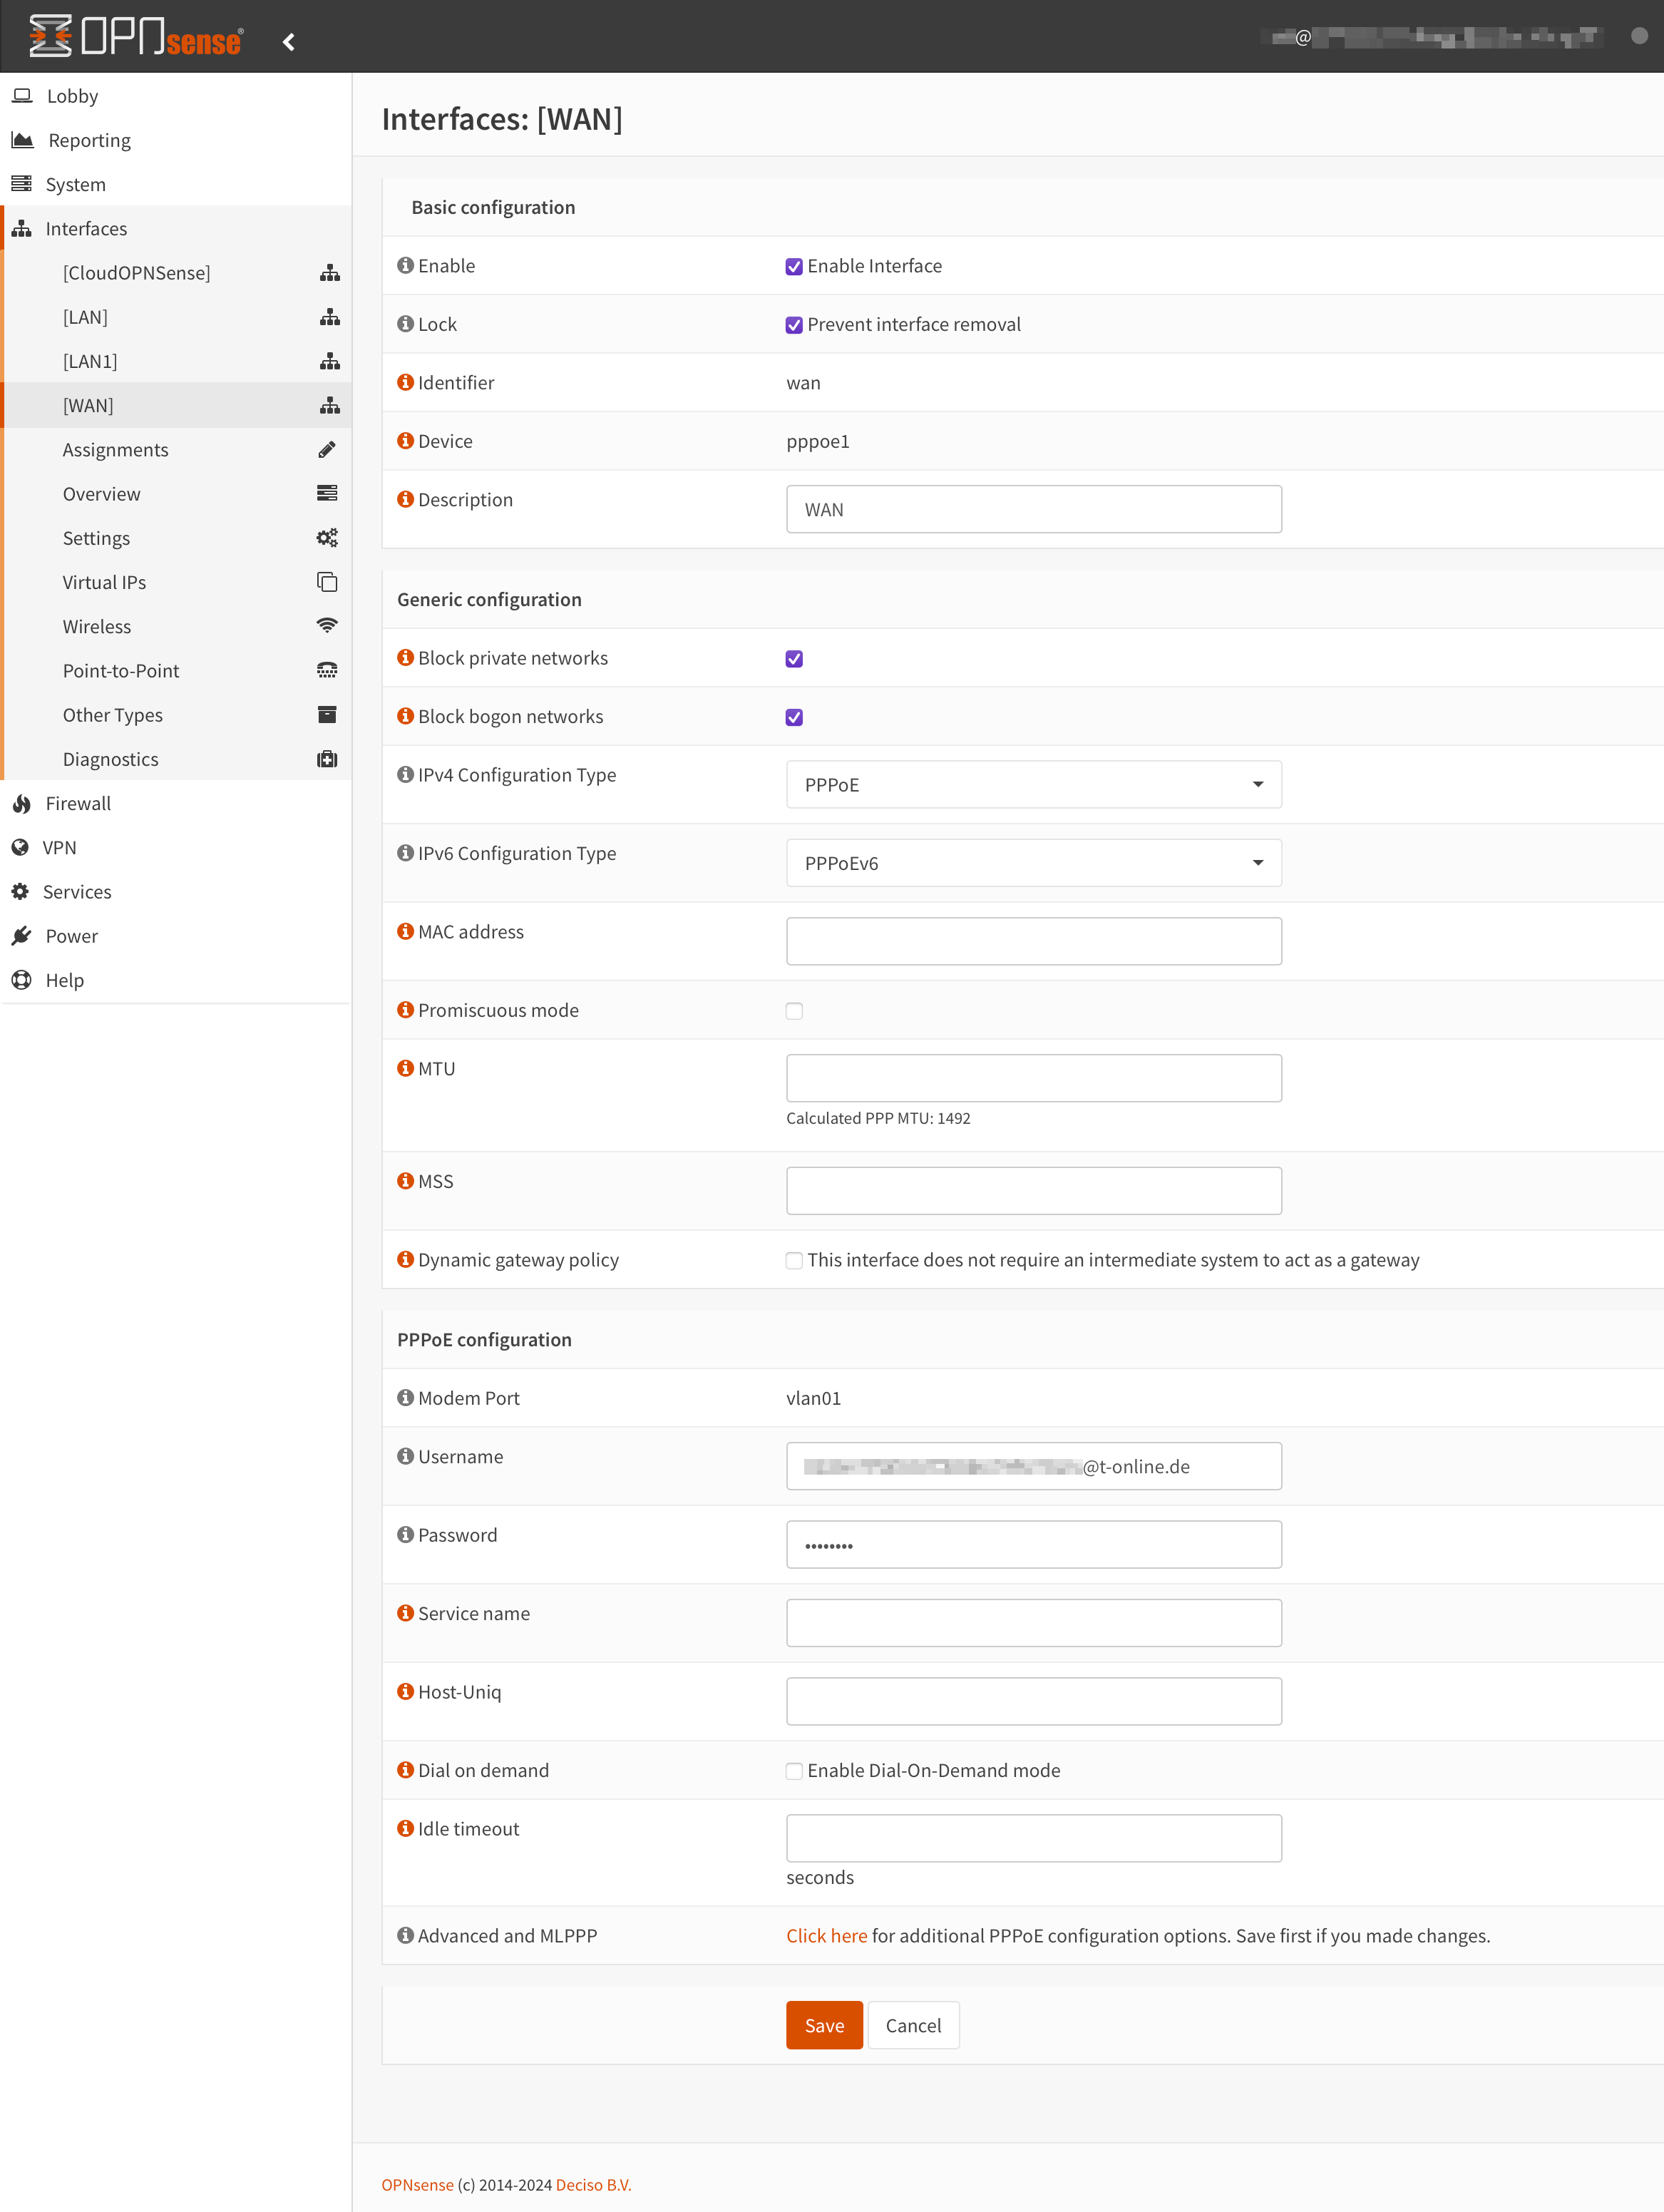 OPNsense®
@
Lobby
Reporting
System
Interfaces
[CloudOPNSense]
[LAN]
[LAN1]
[WAN]
Assignments
Overview
Settings
Virtual IPs
Wireless
Point-to-Point
Other Types
Diagnostics
Firewall
VPN
Services
Power
Help
Interfaces: [WAN]
Basic configuration
Enable Enable Interface
Lock Prevent interface removal
Identifier wan
Device pppoe1
Description WAN
Generic configuration
Block private networks
Block bogon networks
IPv4 Configuration Type PPPoE
IPv6 Configuration Type PPPoEv6
MAC address
Promiscuous mode
MTU
Calculated PPP MTU: 1492
MSS
Dynamic gateway policy This interface does not require an intermediate system to act as a gateway
PPPoE configuration
Modem Port vlan01
Username @t-online.de
Password ••••••••
Service name
Host-Uniq
Dial on demand Enable Dial-On-Demand mode
Idle timeout
seconds
Advanced and MLPPP Click here for additional PPPoE configuration options. Save first if you made changes.
Save Cancel
OPNsense (c) 2014-2024 Deciso B.V.